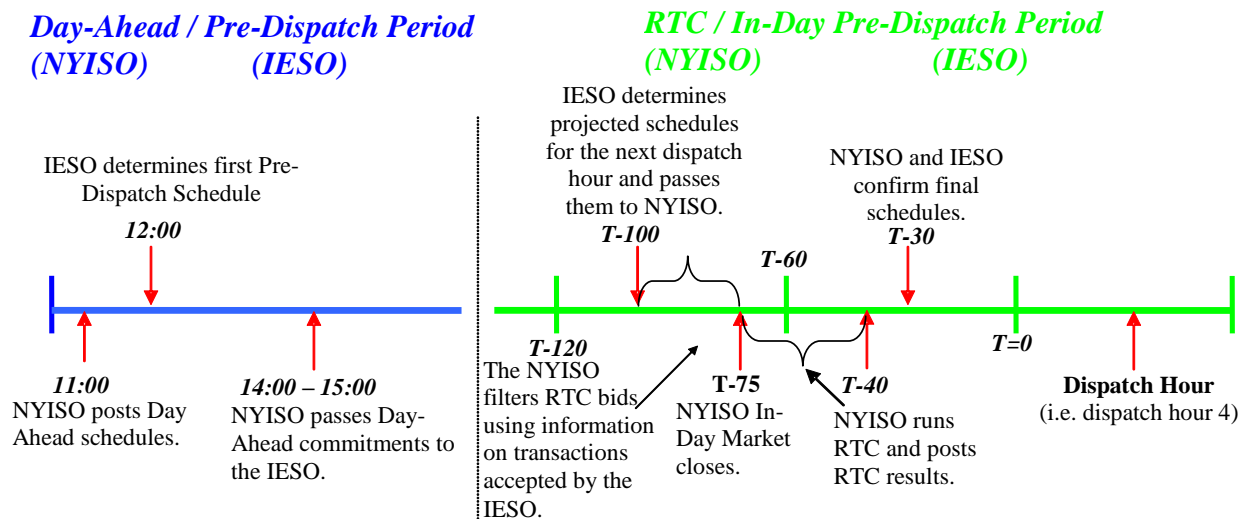 Day-Ahead / Pre-Dispatch Period
(NYISO) (IESO)
IESO determines first Pre-
Dispatch Schedule
12:00
11:00
NYISO posts Day
Ahead schedules.
14:00 – 15:00
NYISO passes Day-
Ahead commitments to
the IESO.
RTC / In-Day Pre-Dispatch Period
(NYISO) (IESO)
IESO determines
projected schedules
for the next dispatch
hour and passes
them to NYISO.
T-100
NYISO and IESO
confirm final
schedules.
T-30
T-60
T-120
The NYISO
filters RTC bids
using information
on transactions
accepted by the
IESO.
T-75
NYISO In-
Day Market
closes.
T-40
NYISO runs
RTC and posts
RTC results.
T=0
Dispatch Hour
(i.e. dispatch hour 4)